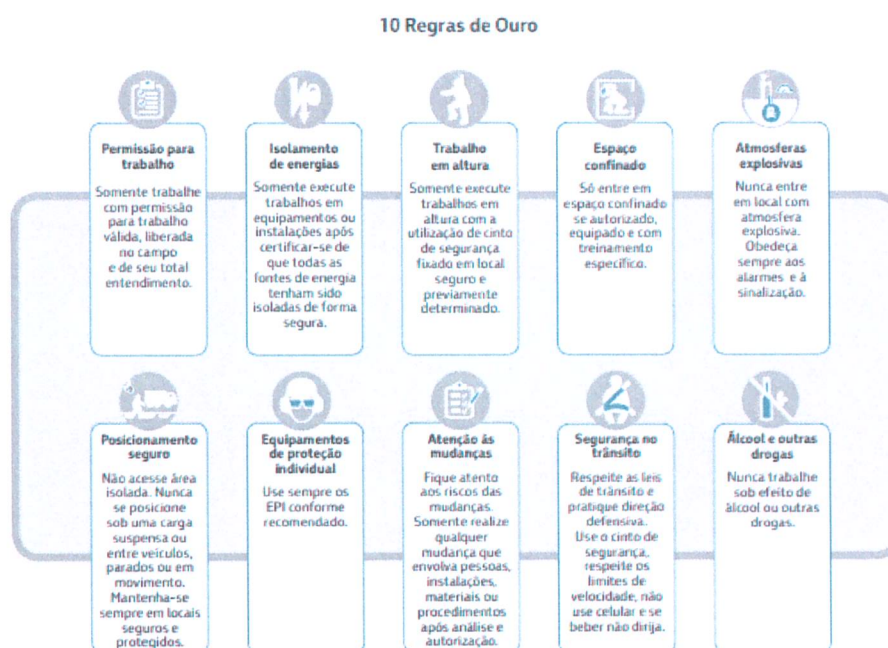 10 Regras de Ouro
Permissão para
trabalho
Somente trabalhe
com permissão
para trabalho
válida, liberada
no campo
e de seu total
entendimento.
Isolamento
de energias
Somente execute
trabalhos em
equipamentos ou
instalações após
certificar-se de
que todas as
fontes de energia
tenham sido
isoladas de forma
segura.
Trabalho
em altura
Somente execute
trabalhos em
altura com a
utilização de cinto
de segurança
fixado em local
seguro e
previamente
determinado.
Espaço
confinado
Só entre em
espaço confinado
se autorizado,
equipado e com
treinamento
específico.
Atmosferas
explosivas
Nunca entre
em local com
atmosfera
explosiva.
Obedeça
sempre aos
alarmes e à
sinalização.
Posicionamento
seguro
Não acesse área
isolada. Nunca
se posicione
sob uma carga
suspensa ou
entre veículos,
parados ou em
movimento.
Mantenha-se
sempre em locais
seguros e
protegidos.
Equipamentos
de proteção
individual
Use sempre os
EPI conforme
recomendado.
Atenção ás
mudanças
Fique atento
aos riscos das
mudanças.
Somente realize
qualquer
mudança que
envolva pessoas,
instalações,
materiais ou
procedimentos
após análise e
autorização.
Segurança no
trânsito
Respeite as leis
de trânsito e
pratique direção
defensiva.
Use o cinto de
segurança,
respeite os
limites de
velocidade, não
use celular e se
beber não dirija.
Álcool e outras
drogas
Nunca trabalhe
sob efeito de
álcool ou outras
drogas.